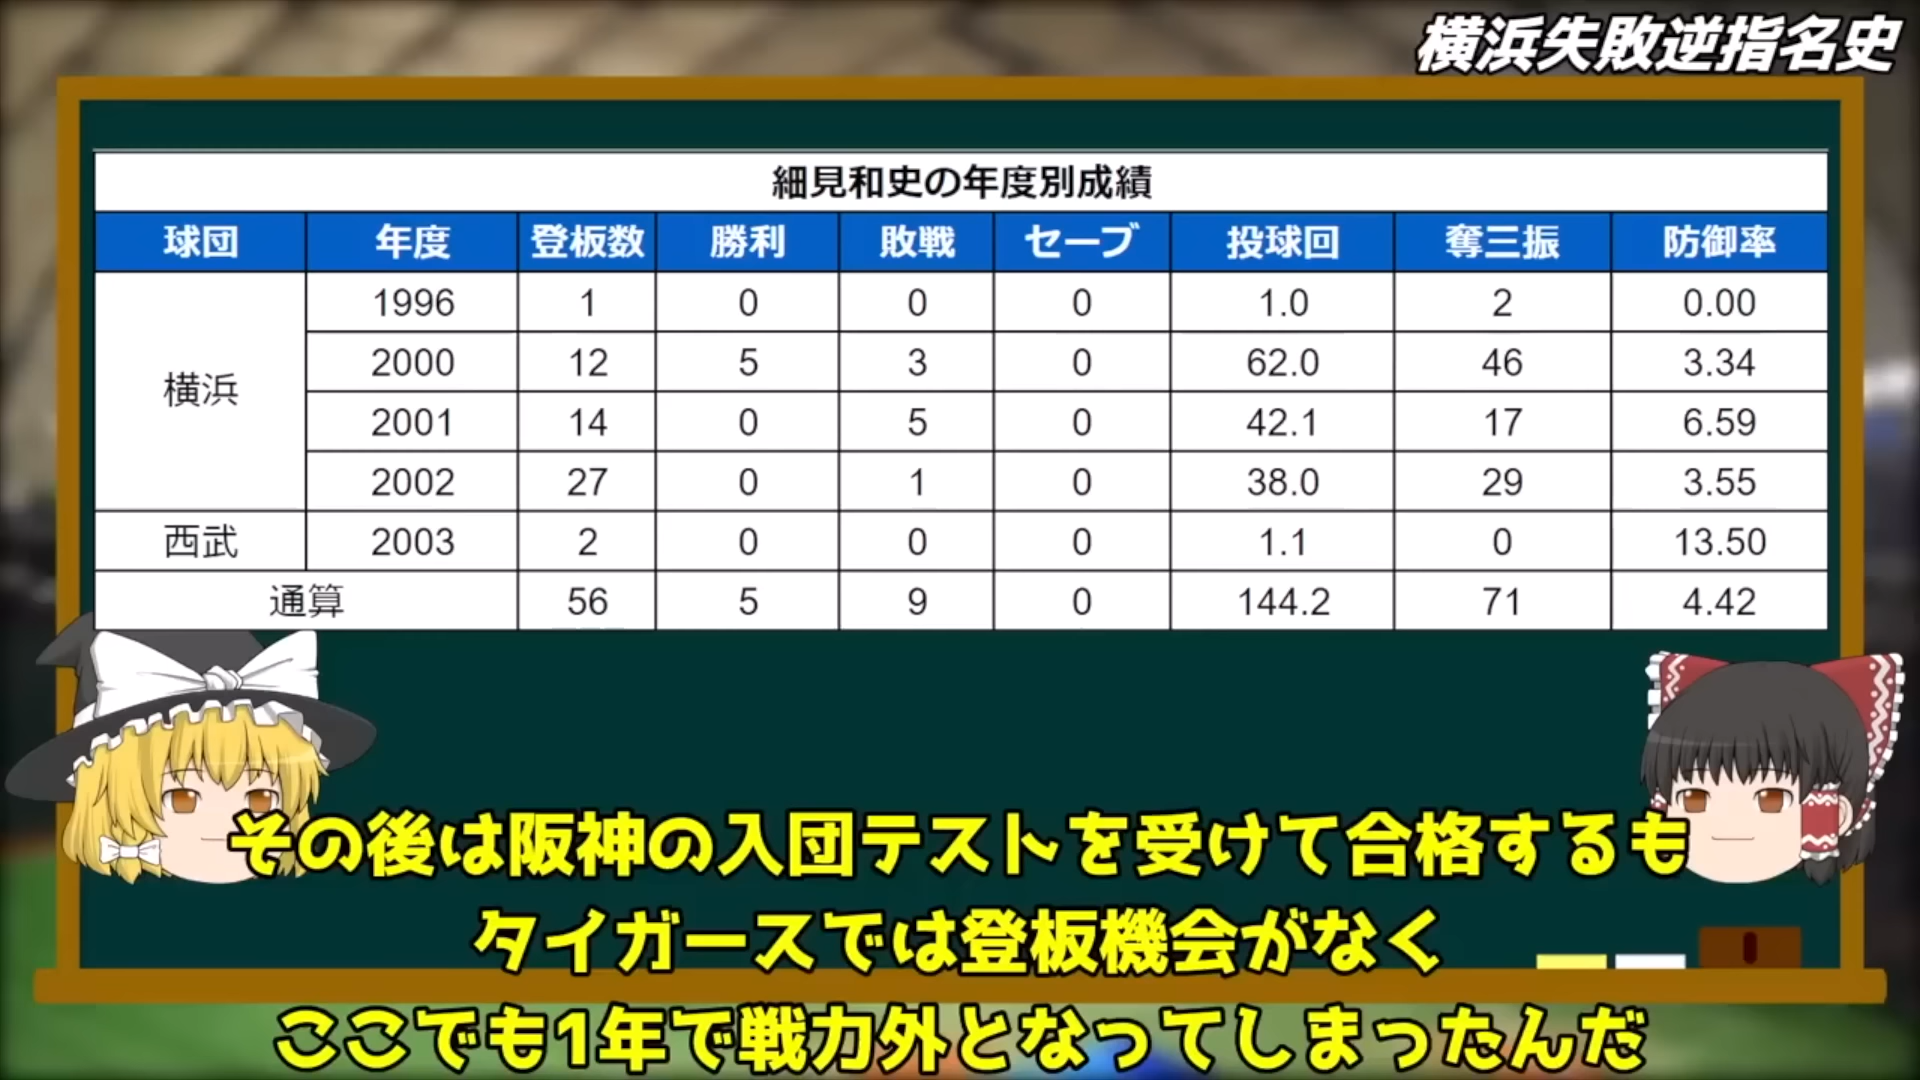 横浜失敗逆指名史
細見和史の年度別成績
球団 年度 登板数 勝利 敗戦 セーブ 投球回 奪三振 防御率
横浜 1996 1 0 0 0 1.0 2 0.00
2000 12 5 3 0 62.0 46 3.34
2001 14 0 5 0 42.1 17 6.59
2002 27 0 1 0 38.0 29 3.55
西武 2003 2 0 0 0 1.1 0 13.50
通算 56 5 9 0 144.2 71 4.42
その後は阪神の入団テストを受けて合格するも
タイガースでは登板機会がなく
ここでも1年で戦力外となってしまったんだ